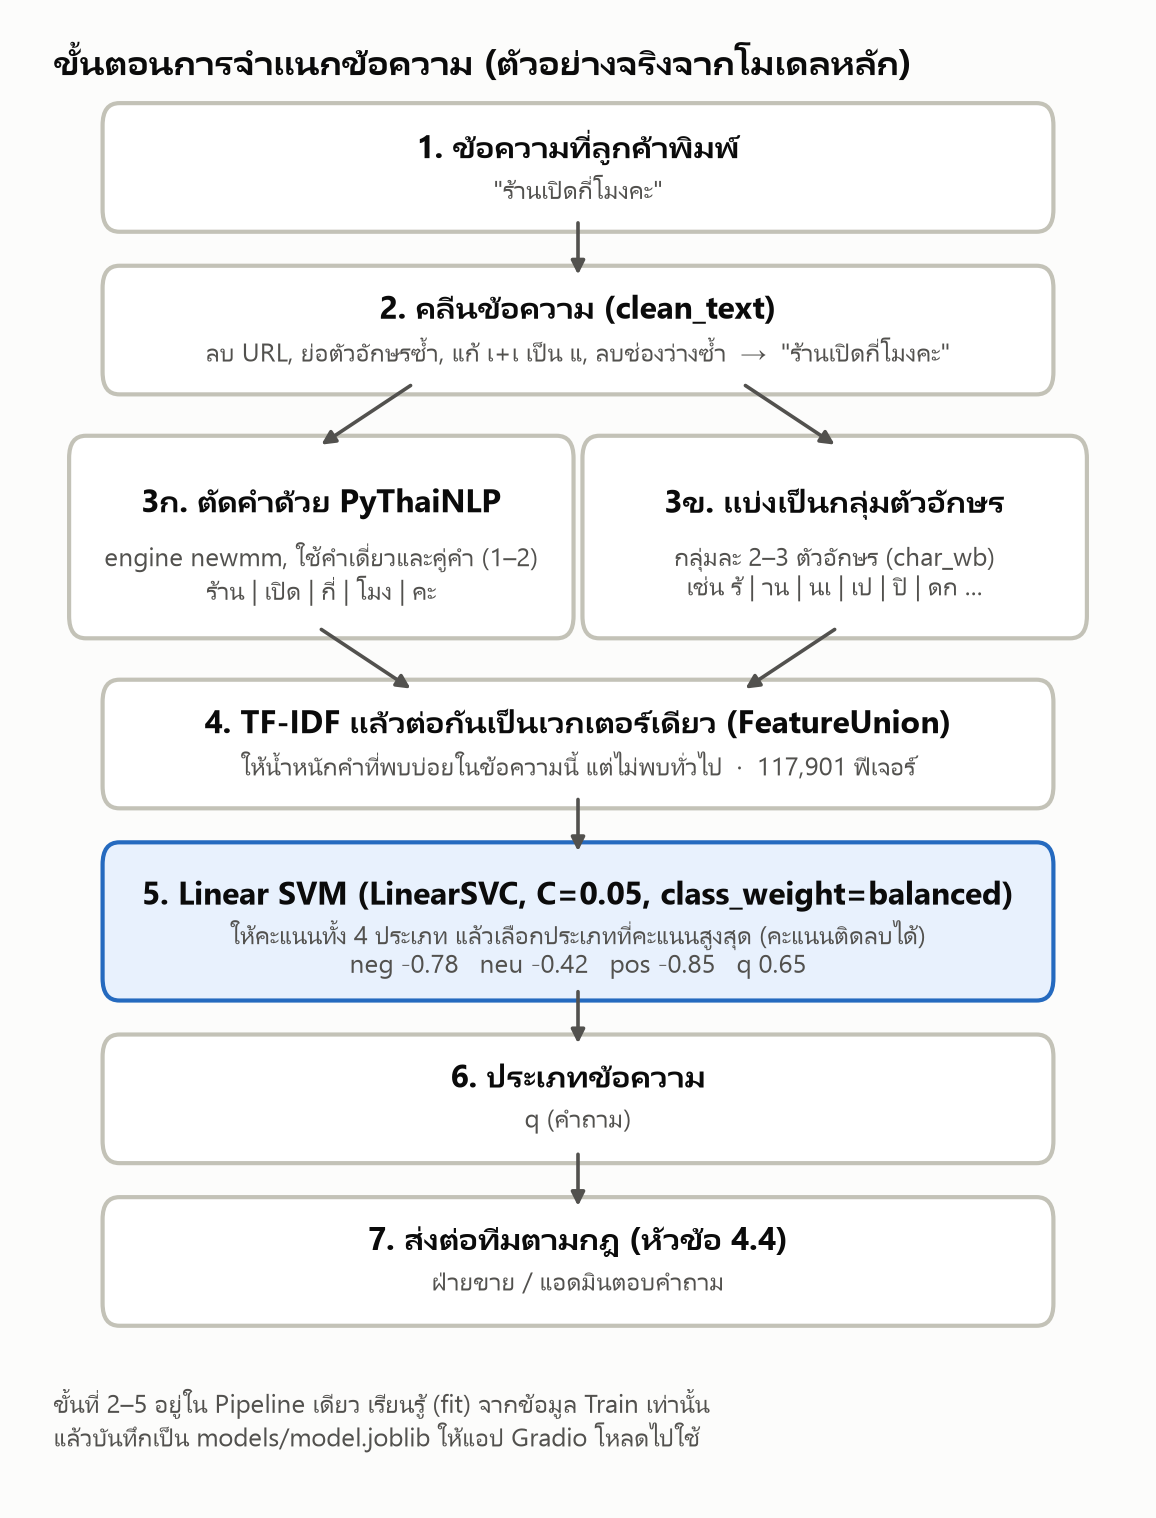 ขั้นตอนการจำแนกข้อความ (ตัวอย่างจริงจากโมเดลหลัก)
1. ข้อความที่ลูกค้าพิมพ์
"ร้านเปิดกี่โมงคะ"
2. คลีนข้อความ (clean_text)
ลบ URL, ย่อตัวอักษรซ้ำ, แก้ เ+เ เป็น แ, ลบช่องว่างซ้ำ → "ร้านเปิดกี่โมงคะ"
3ก. ตัดคำด้วย PyThaiNLP
engine newmm, ใช้คำเดี่ยวและคู่คำ (1–2)
ร้าน | เปิด | กี่ | โมง | คะ
3ข. แบ่งเป็นกลุ่มตัวอักษร
กลุ่มละ 2–3 ตัวอักษร (char_wb)
เช่น ร้ | าน | นเ | เป | ปิ | ดก ...
4. TF-IDF แล้วต่อกันเป็นเวกเตอร์เดียว (FeatureUnion)
ให้น้ำหนักคำที่พบบ่อยในข้อความนี้ แต่ไม่พบทั่วไป · 117,901 ฟีเจอร์
5. Linear SVM (LinearSVC, C=0.05, class_weight=balanced)
ให้คะแนนทั้ง 4 ประเภท แล้วเลือกประเภทที่คะแนนสูงสุด (คะแนนติดลบได้)
neg -0.78 neu -0.42 pos -0.85 q 0.65
6. ประเภทข้อความ
q (คำถาม)
7. ส่งต่อทีมตามกฎ (หัวข้อ 4.4)
ฝ่ายขาย / แอดมินตอบคำถาม
ขั้นที่ 2–5 อยู่ใน Pipeline เดียว เรียนรู้ (fit) จากข้อมูล Train เท่านั้น
แล้วบันทึกเป็น models/model.joblib ให้แอป Gradio โหลดไปใช้